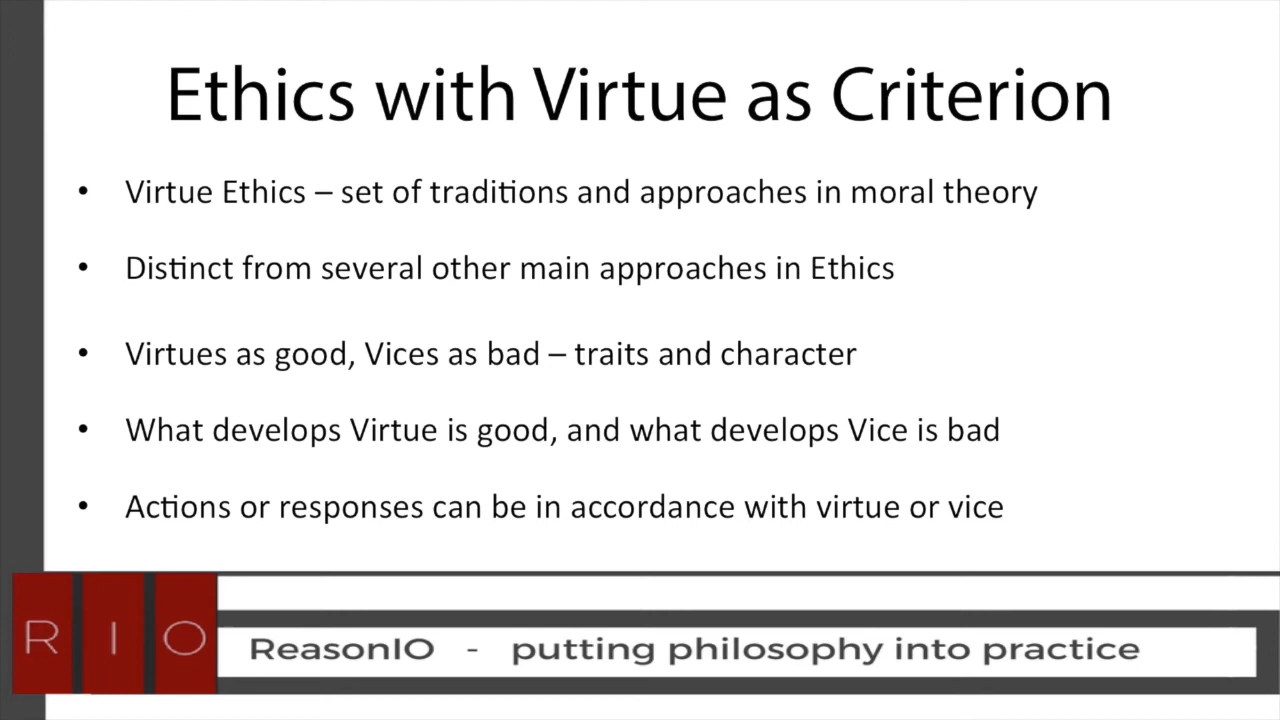 Ethics with Virtue as Criterion
• Virtue Ethics – set of traditions and approaches in moral theory
• Distinct from several other main approaches in Ethics
• Virtues as good, Vices as bad – traits and character
• What develops Virtue is good, and what develops Vice is bad
• Actions or responses can be in accordance with virtue or vice
R I O
ReasonIO - putting philosophy into practice